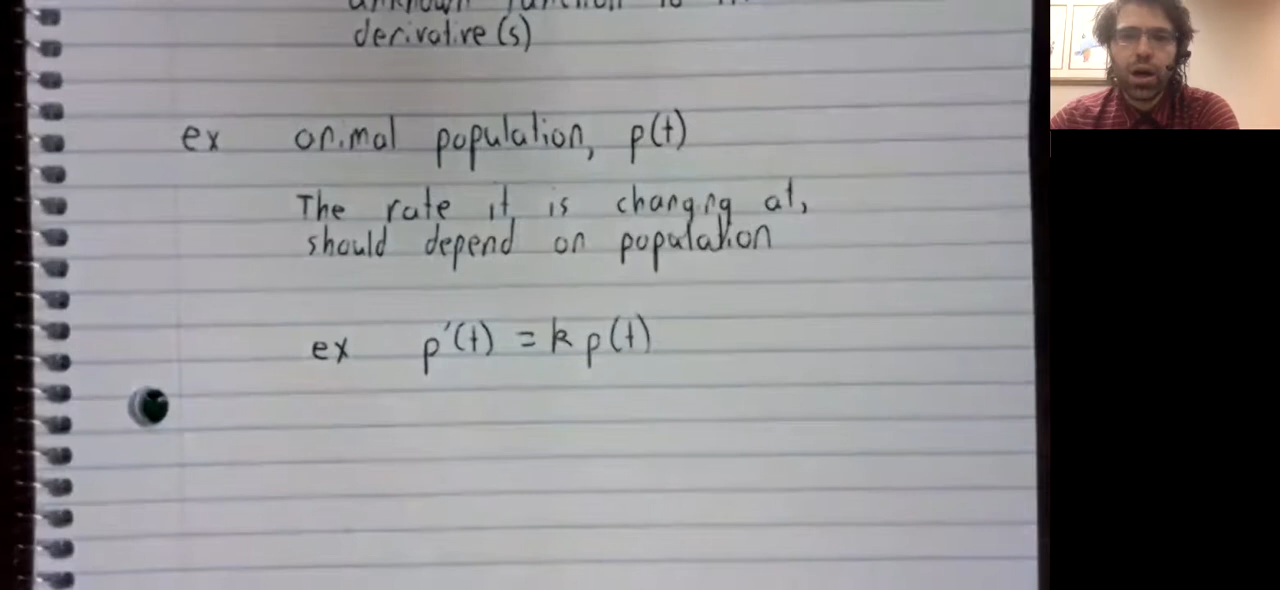 derivative(s)
ex animal population, p(t)
The rate it is changing at,
should depend on population
ex p'(t) = k p(t)